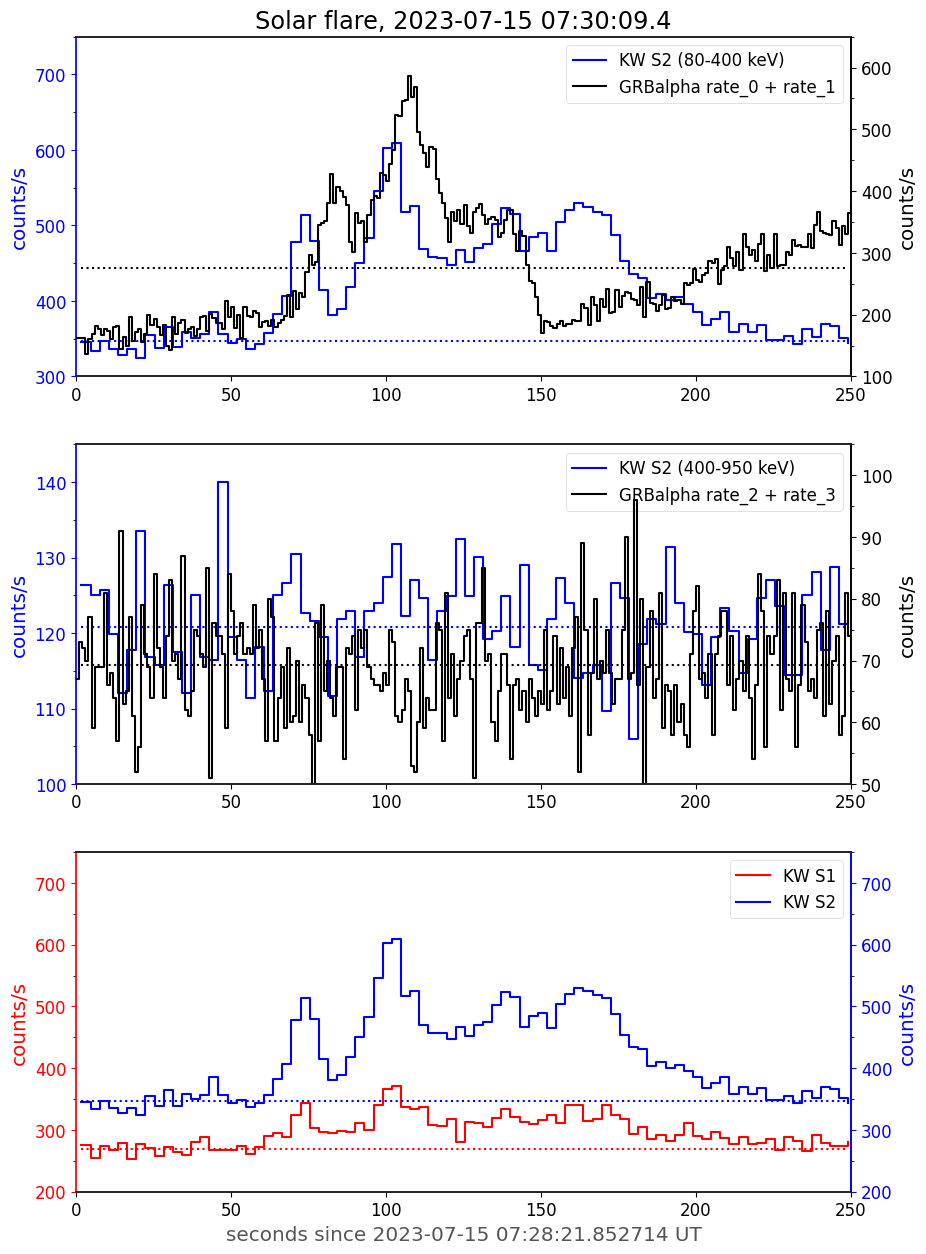 Solar flare, 2023-07-15 07:30:09.4
KW S2 (80-400 keV)
GRBalpha rate_0 + rate_1
counts/s
700
600
500
400
300
600
500
400
300
200
100
counts/s
0 50 100 150 200 250
KW S2 (400-950 keV)
GRBalpha rate_2 + rate_3
counts/s
140
130
120
110
100
100
90
80
70
60
50
counts/s
0 50 100 150 200 250
KW S1
KW S2
counts/s
700
600
500
400
300
200
700
600
500
400
300
200
counts/s
0 50 100 150 200 250
seconds since 2023-07-15 07:28:21.852714 UT